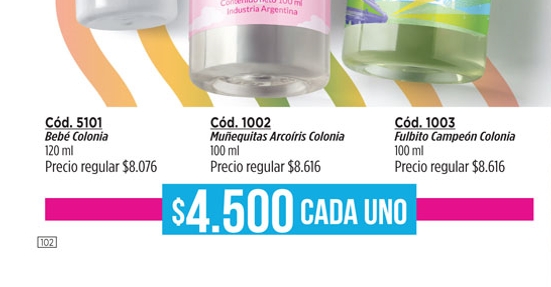 Contenido neto 100 ml
Industria Argentina
Cód. 5101
Bebé Colonia
120 ml
Precio regular $8.076
Cód. 1002
Muñequitas Arcoíris Colonia
100 ml
Precio regular $8.616
Cód. 1003
Fulbito Campeón Colonia
100 ml
Precio regular $8.616
$4.500 CADA UNO
102